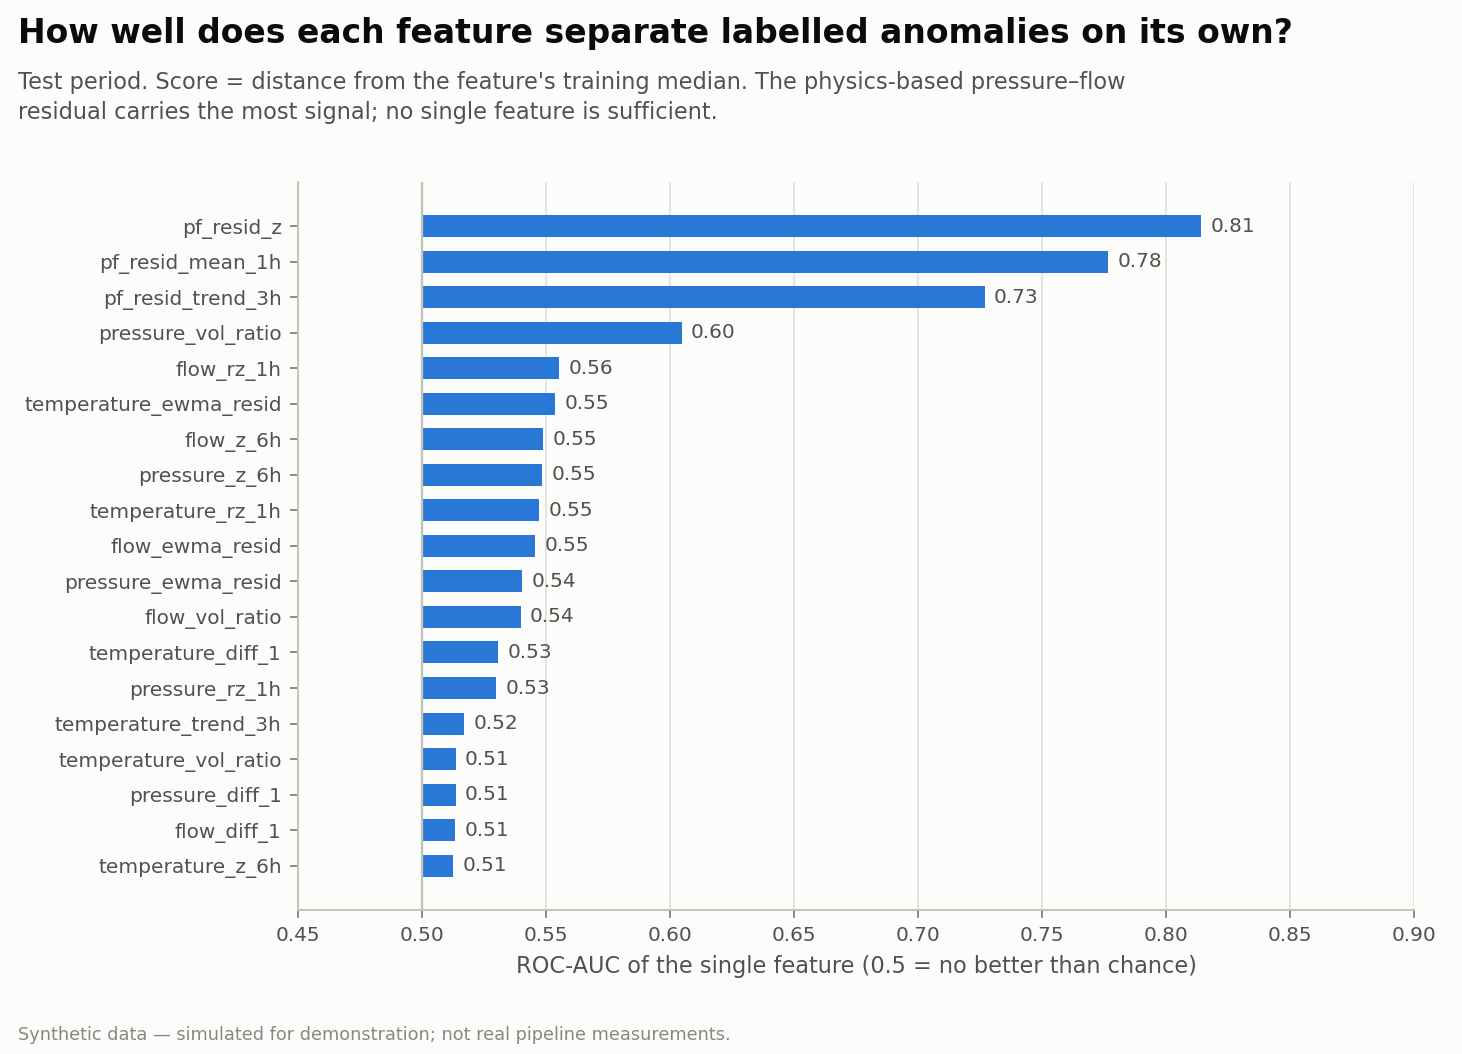 How well does each feature separate labelled anomalies on its own?
Test period. Score = distance from the feature's training median. The physics-based pressure–flow
residual carries the most signal; no single feature is sufficient.
pf_resid_z 0.81
pf_resid_mean_1h 0.78
pf_resid_trend_3h 0.73
pressure_vol_ratio 0.60
flow_rz_1h 0.56
temperature_ewma_resid 0.55
flow_z_6h 0.55
pressure_z_6h 0.55
temperature_rz_1h 0.55
flow_ewma_resid 0.55
pressure_ewma_resid 0.54
flow_vol_ratio 0.54
temperature_diff_1 0.53
pressure_rz_1h 0.53
temperature_trend_3h 0.52
temperature_vol_ratio 0.51
pressure_diff_1 0.51
flow_diff_1 0.51
temperature_z_6h 0.51
0.45 0.50 0.55 0.60 0.65 0.70 0.75 0.80 0.85 0.90
ROC-AUC of the single feature (0.5 = no better than chance)
Synthetic data — simulated for demonstration; not real pipeline measurements.